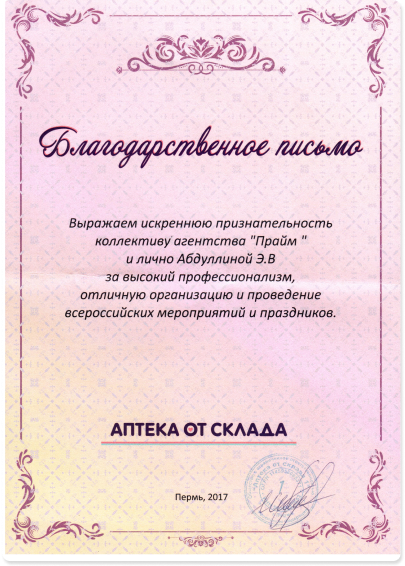 Благодарственное письмо
Выражаем искреннюю признательность
коллективу агентства "Прайм "
и лично Абдуллиной Э.В
за высокий профессионализм,
отличную организацию и проведение
всероссийских мероприятий и праздников.
АПТЕКА ОТ СКЛАДА
Пермь, 2017